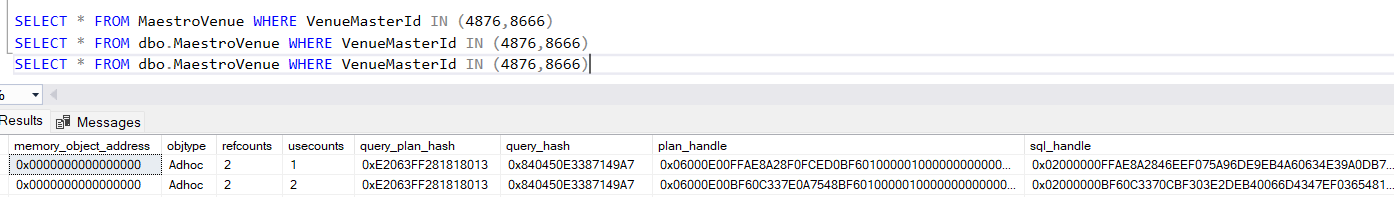 SELECT * FROM MaestroVenue WHERE VenueMasterId IN (4876,8666)
SELECT * FROM dbo.MaestroVenue WHERE VenueMasterId IN (4876,8666)
SELECT * FROM dbo.MaestroVenue WHERE VenueMasterId IN (4876,8666)
%
Results Messages
memory_object_address objtype refcounts usecounts query_plan_hash query_hash plan_handle sql_handle
0x0000000000000000 Adhoc 2 1 0xE2063FF281818013 0x840450E3387149A7 0x06000E00FFAE8A28F0FCED0BF6010000010000000000000... 0x02000000FFAE8A2846EEF075A96DE9EB4A60634E39A0DB7...
0x0000000000000000 Adhoc 2 2 0xE2063FF281818013 0x840450E3387149A7 0x06000E00BF60C337E0A7548BF6010000010000000000000... 0x02000000BF60C3370CBF303E2DEB40066D4347EF0365481...